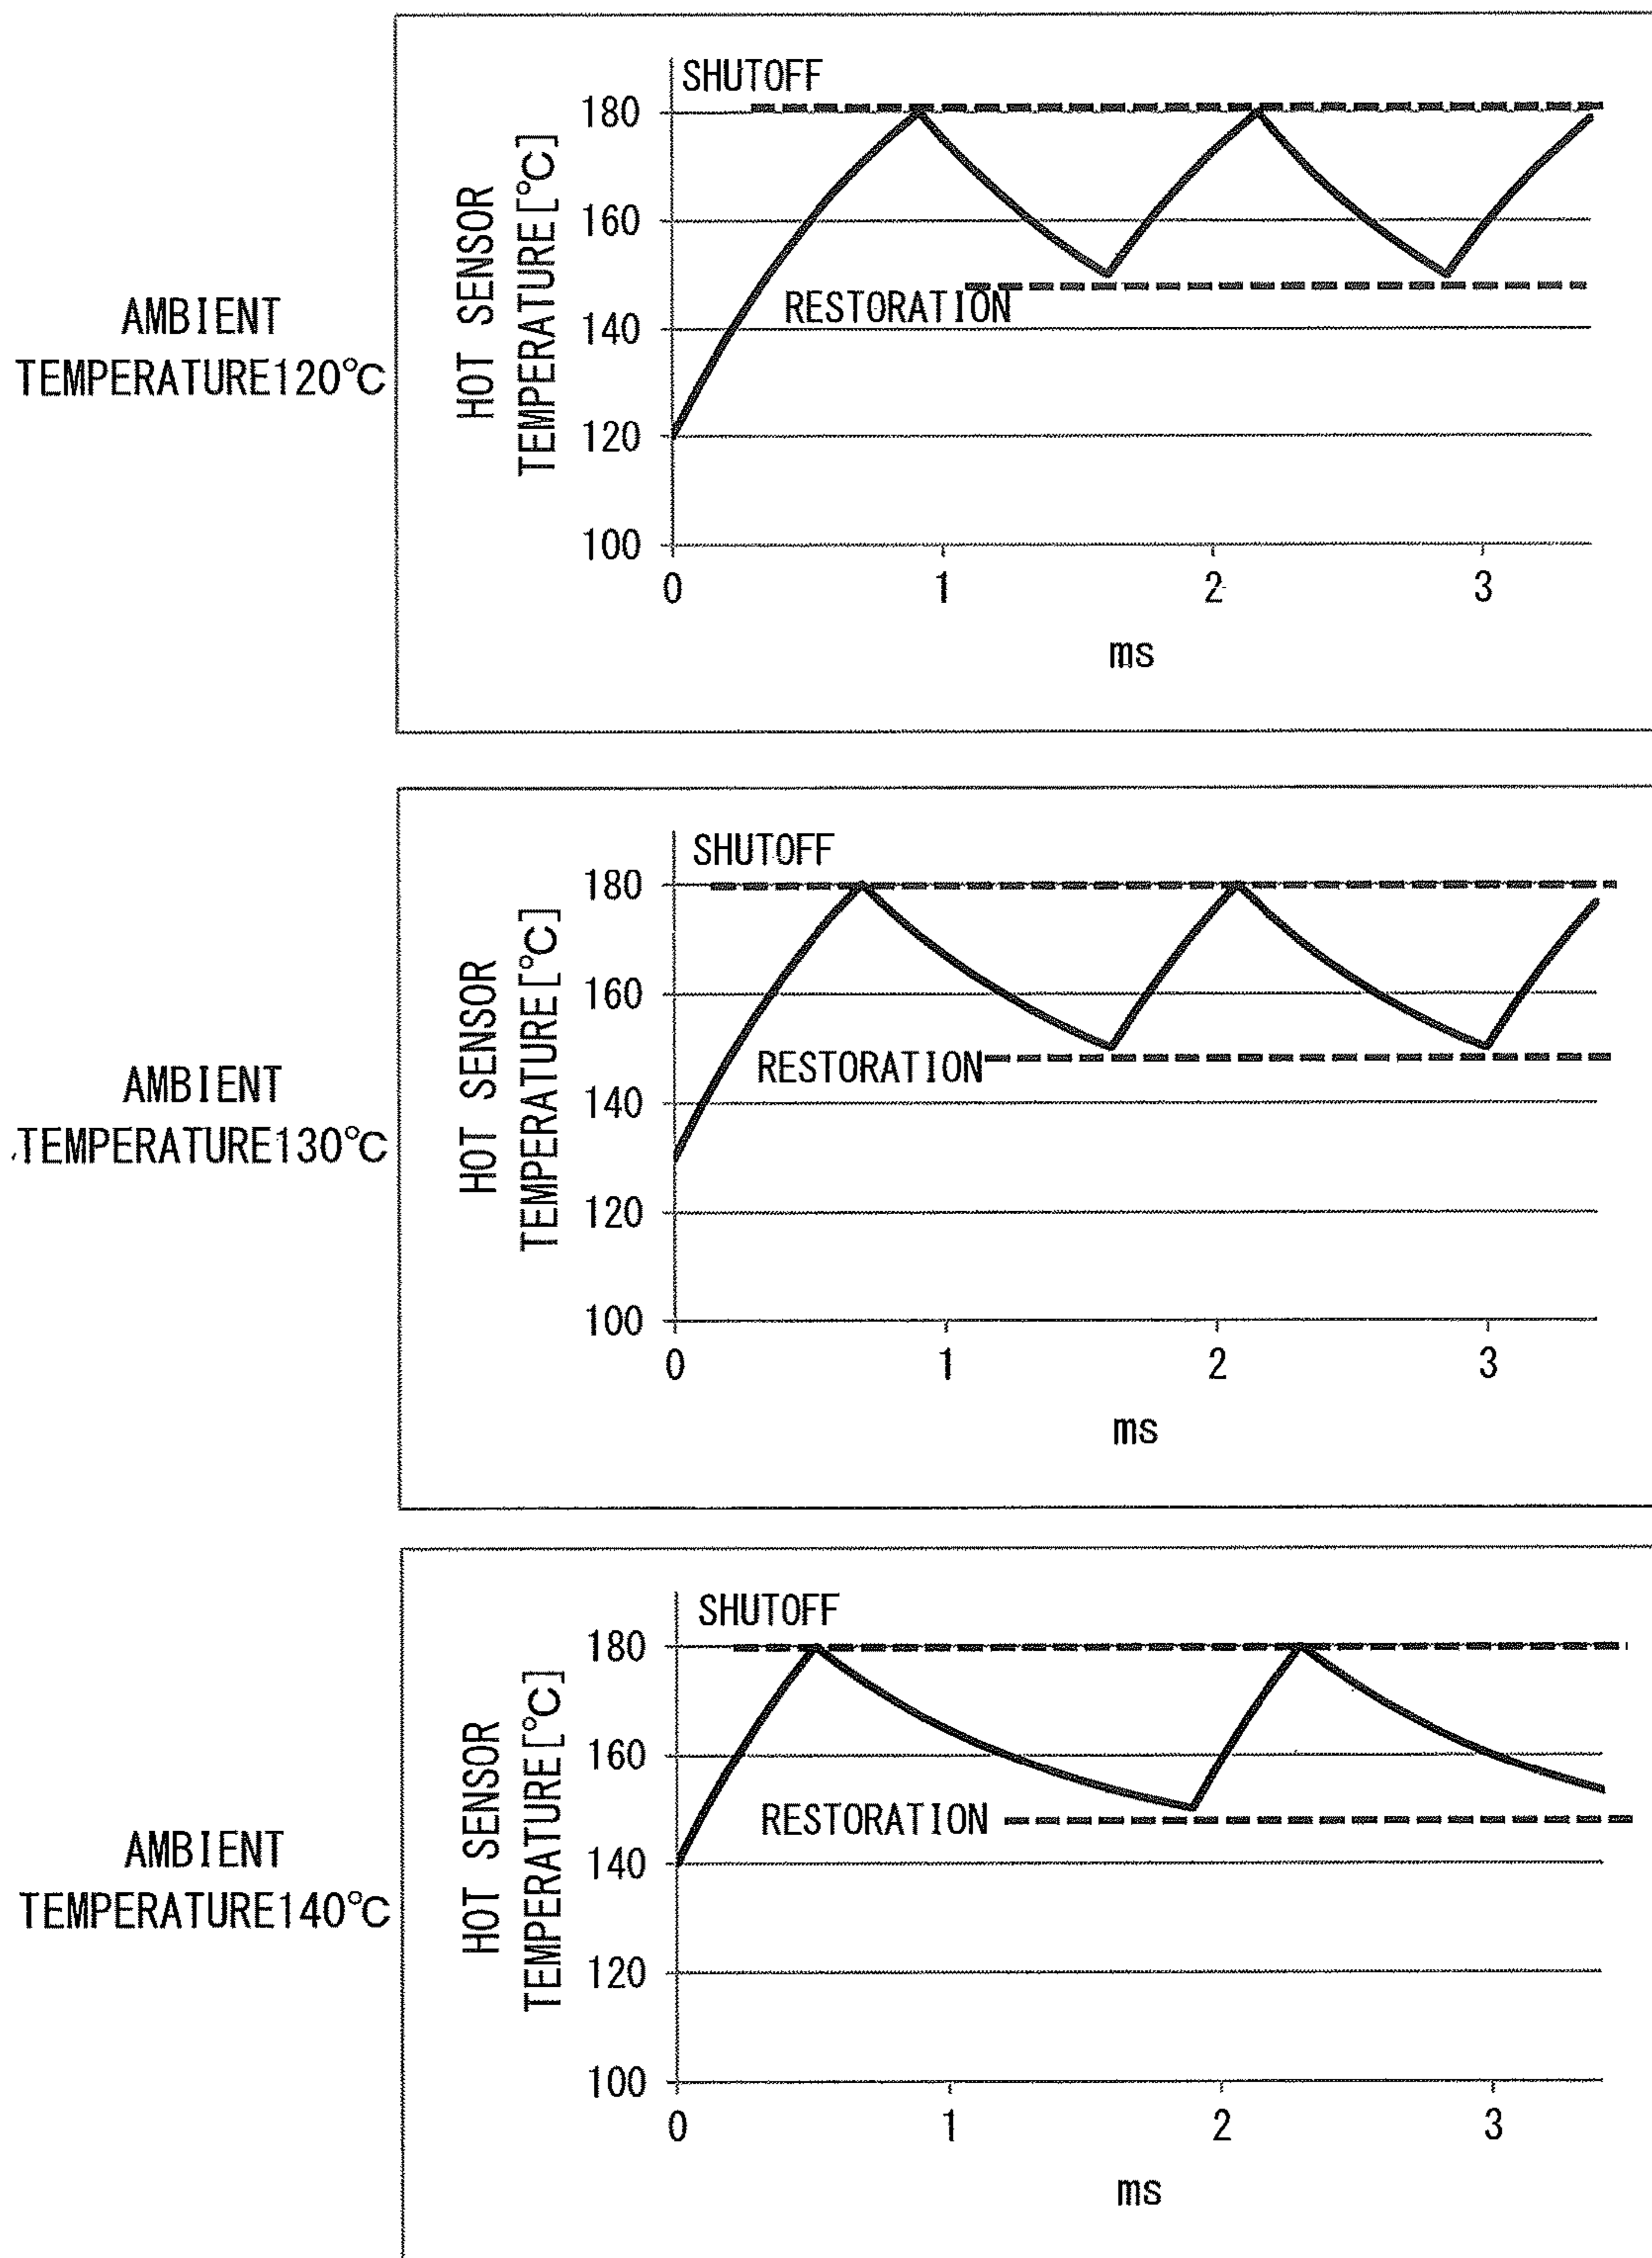 SHUTOFF
180
160
140
120
100
RESTORATION
HOT SENSOR
TEMPERATURE[℃]
AMBIENT
TEMPERATURE120℃
0 1 2 3
ms
SHUTOFF
180
160
140
120
100
RESTORATION
HOT SENSOR
TEMPERATURE[℃]
AMBIENT
TEMPERATURE130℃
0 1 2 3
ms
SHUTOFF
180
160
140
120
100
RESTORATION
HOT SENSOR
TEMPERATURE[℃]
AMBIENT
TEMPERATURE140℃
0 1 2 3
ms